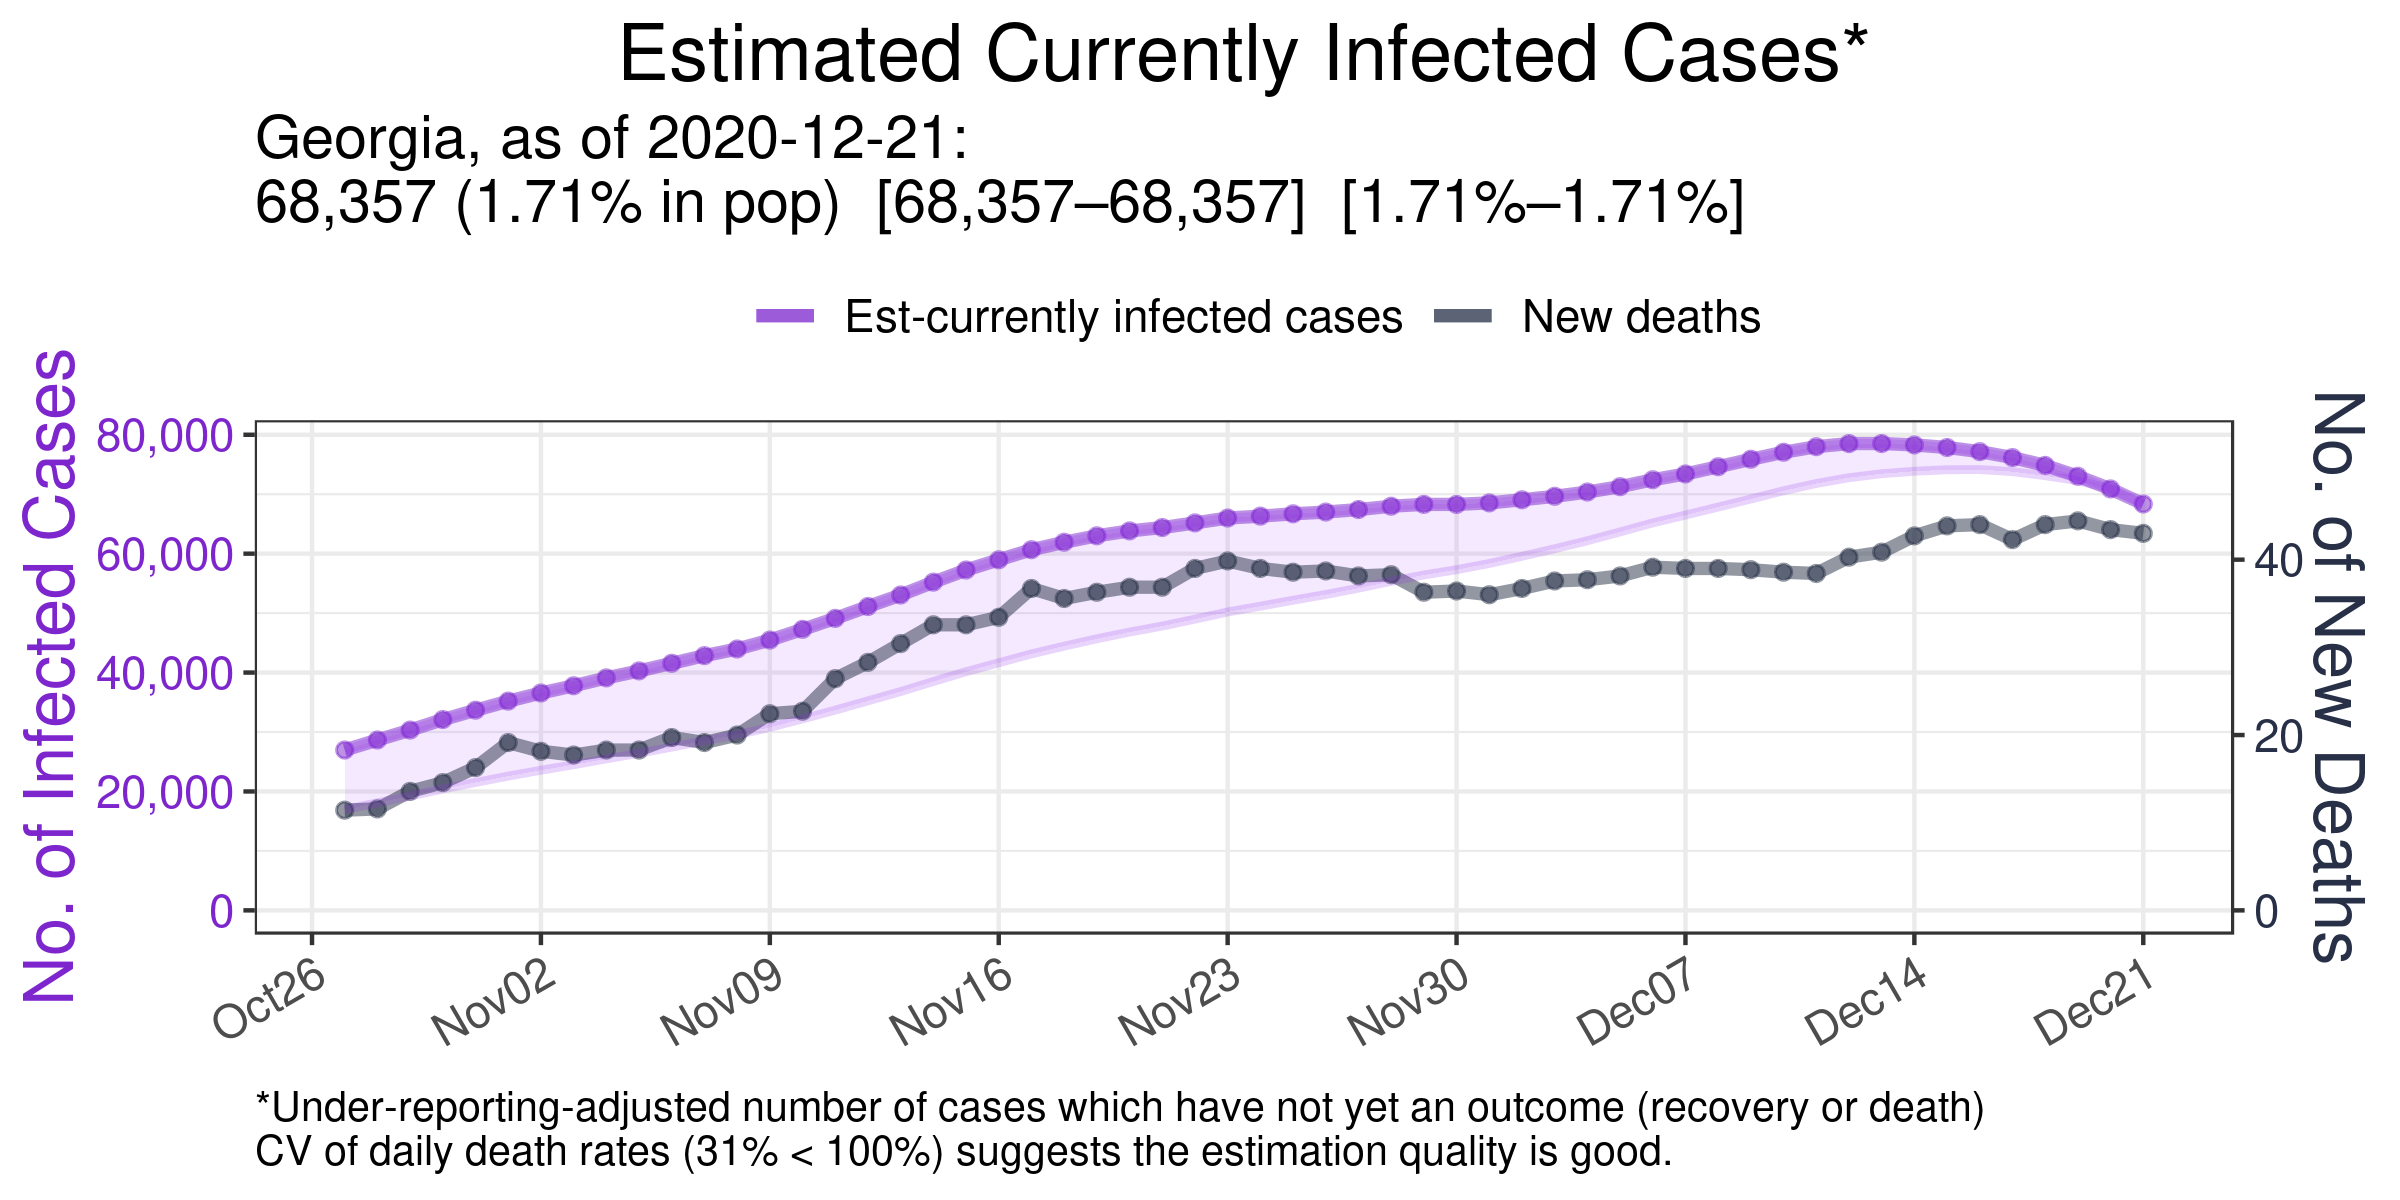 Estimated Currently Infected Cases*
Georgia, as of 2020-12-21:
68,357 (1.71% in pop)  [68,357–68,357]  [1.71%–1.71%]
Est-currently infected cases
New deaths
No. of Infected Cases
80,000
60,000
40,000
20,000
0
40
20
0
No. of New Deaths
Oct26
Nov02
Nov09
Nov16
Nov23
Nov30
Dec07
Dec14
Dec21
*Under-reporting-adjusted number of cases which have not yet an outcome (recovery or death)
CV of daily death rates (31% < 100%) suggests the estimation quality is good.